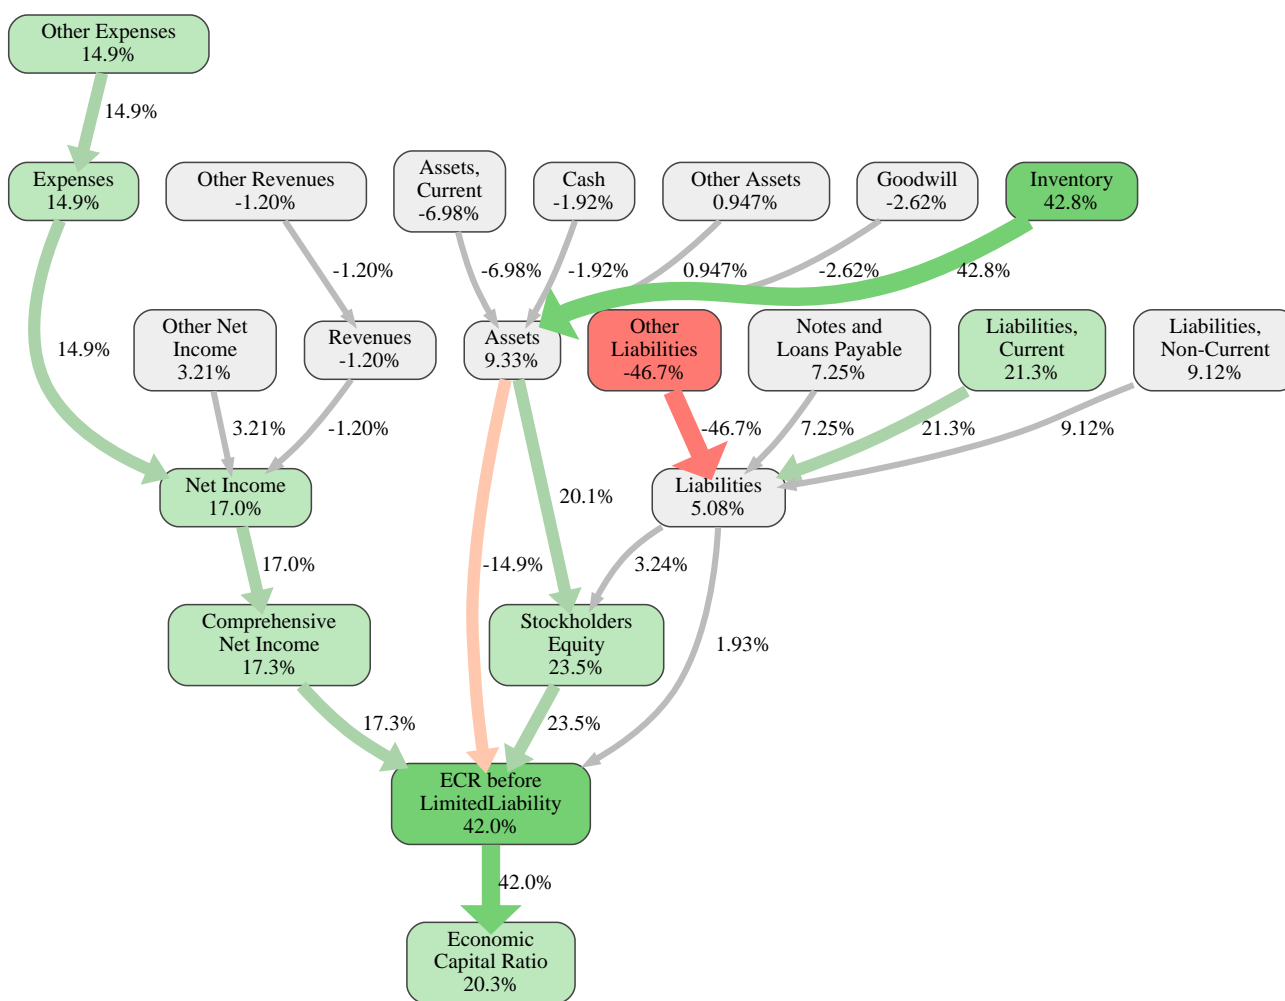 Other Expenses
14.9%
14.9%
Expenses
14.9%
Other Revenues
-1.20%
Assets,
Current
-6.98%
Cash
-1.92%
Other Assets
0.947%
Goodwill
-2.62%
Inventory
42.8%
-1.20%
-6.98%
-1.92%
0.947%
-2.62%
42.8%
14.9%
Other Net
Income
3.21%
Revenues
-1.20%
Assets
9.33%
Other
Liabilities
-46.7%
Notes and
Loans Payable
7.25%
Liabilities,
Current
21.3%
Liabilities,
Non-Current
9.12%
3.21%
-1.20%
-46.7%
7.25%
21.3%
9.12%
Net Income
17.0%
20.1%
Liabilities
5.08%
17.0%
-14.9%
3.24%
Comprehensive
Net Income
17.3%
Stockholders
Equity
23.5%
1.93%
17.3%
23.5%
ECR before
LimitedLiability
42.0%
42.0%
Economic
Capital Ratio
20.3%